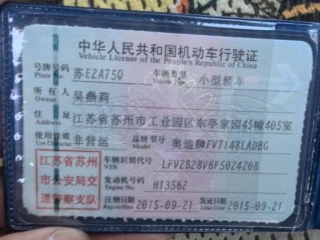 中华人民共和国机动车行驶证
Vehicle License of the People's Republic of China
号牌号码 苏E2A75Q 车辆类型 小型轿车
Plate No. Vehicle Type
所有人 吴鼎莉
Owner
住址 江苏省苏州市工业园区东亭家园45幢405室
Address
使用性质 非营运 品牌型号 奥迪牌FV7148LADBG
Use Character Model
江苏省苏州 车辆识别代号 LFV2B28V6F5024208
VIN
市公安局交 发动机号码 H13562
Engine No.
通警察支队 注册日期 2015-09-21 发证日期 2015-09-21
Register Date Issue Date